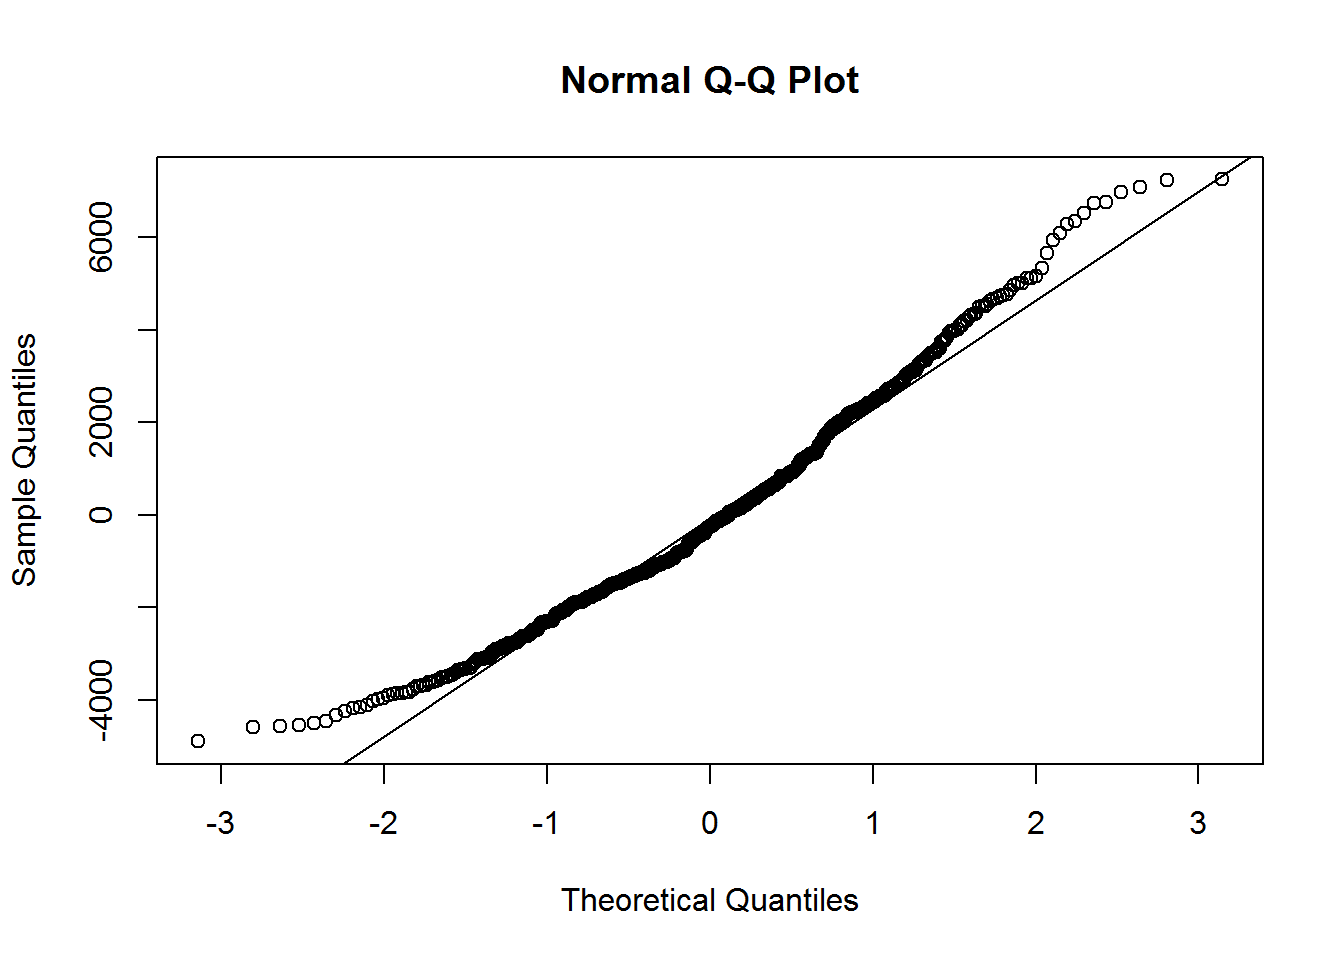 Normal Q-Q Plot
Sample Quantiles
6000
2000
0
-4000
-3 -2 -1 0 1 2 3
Theoretical Quantiles